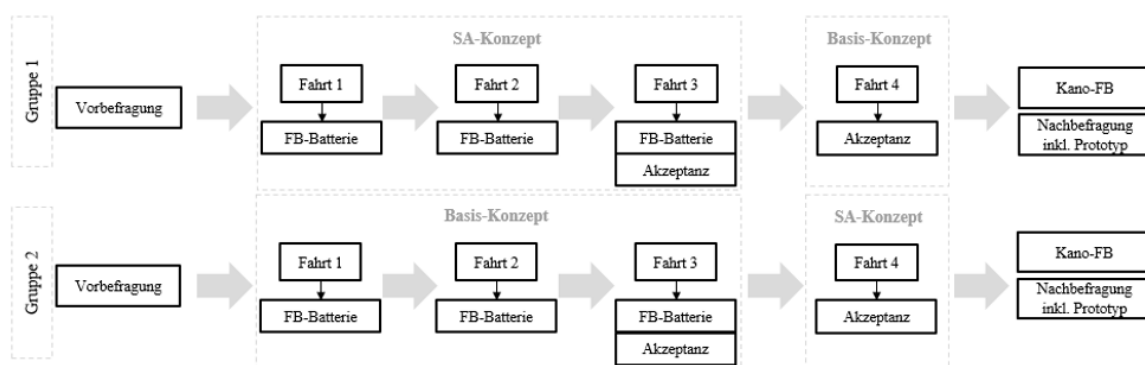 Gruppe 1
SA-Konzept
Basis-Konzept
Vorbefragung
Fahrt 1
Fahrt 2
Fahrt 3
Fahrt 4
Kano-FB
FB-Batterie
FB-Batterie
FB-Batterie
Akzeptanz
Akzeptanz
Nachbefragung
inkl. Prototyp
Gruppe 2
Basis-Konzept
SA-Konzept
Vorbefragung
Fahrt 1
Fahrt 2
Fahrt 3
Fahrt 4
Kano-FB
FB-Batterie
FB-Batterie
FB-Batterie
Akzeptanz
Akzeptanz
Nachbefragung
inkl. Prototyp